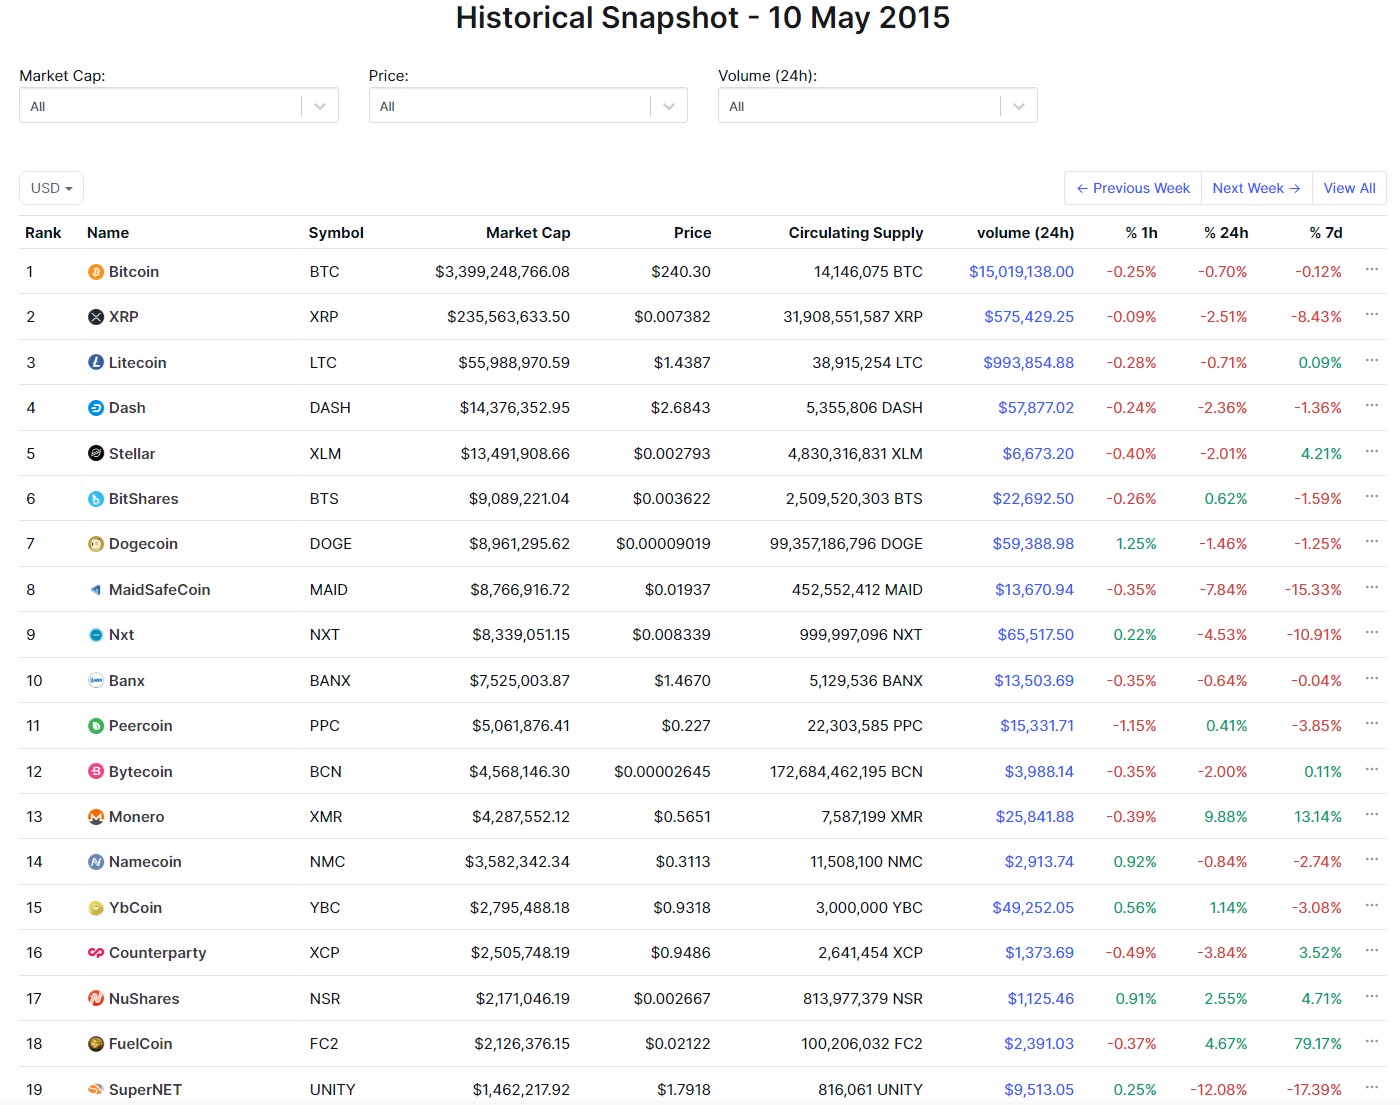 Historical Snapshot - 10 May 2015
Market Cap: Price: Volume (24h):
All All All
USD ← Previous Week Next Week → View All
Rank Name Symbol Market Cap Price Circulating Supply volume (24h) % 1h % 24h % 7d
1 Bitcoin BTC $3,399,248,766.08 $240.30 14,146,075 BTC $15,019,138.00 -0.25% -0.70% -0.12% ...
2 XRP XRP $235,563,633.50 $0.007382 31,908,551,587 XRP $575,429.25 -0.09% -2.51% -8.43% ...
3 Litecoin LTC $55,988,970.59 $1.4387 38,915,254 LTC $993,854.88 -0.28% -0.71% 0.09% ...
4 Dash DASH $14,376,352.95 $2.6843 5,355,806 DASH $57,877.02 -0.24% -2.36% -1.36% ...
5 Stellar XLM $13,491,908.66 $0.002793 4,830,316,831 XLM $6,673.20 -0.40% -2.01% 4.21% ...
6 BitShares BTS $9,089,221.04 $0.003622 2,509,520,303 BTS $22,692.50 -0.26% 0.62% -1.59% ...
7 Dogecoin DOGE $8,961,295.62 $0.00009019 99,357,186,796 DOGE $59,388.98 1.25% -1.46% -1.25% ...
8 MaidSafeCoin MAID $8,766,916.72 $0.01937 452,552,412 MAID $13,670.94 -0.35% -7.84% -15.33% ...
9 Nxt NXT $8,339,051.15 $0.008339 999,997,096 NXT $65,517.50 0.22% -4.53% -10.91% ...
10 Banx BANX $7,525,003.87 $1.4670 5,129,536 BANX $13,503.69 -0.35% -0.64% -0.04% ...
11 Peercoin PPC $5,061,876.41 $0.227 22,303,585 PPC $15,331.71 -1.15% 0.41% -3.85% ...
12 Bytecoin BCN $4,568,146.30 $0.00002645 172,684,462,195 BCN $3,988.14 -0.35% -2.00% 0.11% ...
13 Monero XMR $4,287,552.12 $0.5651 7,587,199 XMR $25,841.88 -0.39% 9.88% 13.14% ...
14 Namecoin NMC $3,582,342.34 $0.3113 11,508,100 NMC $2,913.74 0.92% -0.84% -2.74% ...
15 YbCoin YBC $2,795,488.18 $0.9318 3,000,000 YBC $49,252.05 0.56% 1.14% -3.08% ...
16 Counterparty XCP $2,505,748.19 $0.9486 2,641,454 XCP $1,373.69 -0.49% -3.84% 3.52% ...
17 NuShares NSR $2,171,046.19 $0.002667 813,977,379 NSR $1,125.46 0.91% 2.55% 4.71% ...
18 FuelCoin FC2 $2,126,376.15 $0.02122 100,206,032 FC2 $2,391.03 -0.37% 4.67% 79.17% ...
19 SuperNET UNITY $1,462,217.92 $1.7918 816,061 UNITY $9,513.05 0.25% -12.08% -17.39% ...